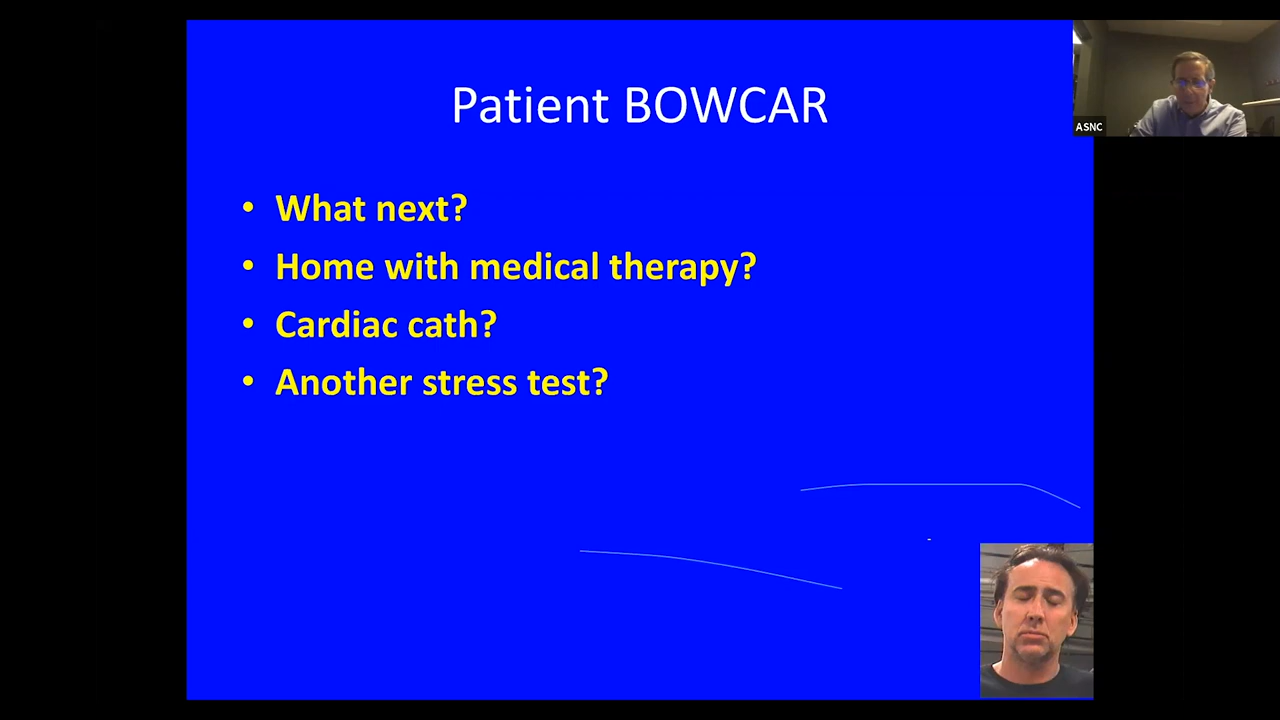 Patient BOWCAR
ASNC
• What next?
• Home with medical therapy?
• Cardiac cath?
• Another stress test?